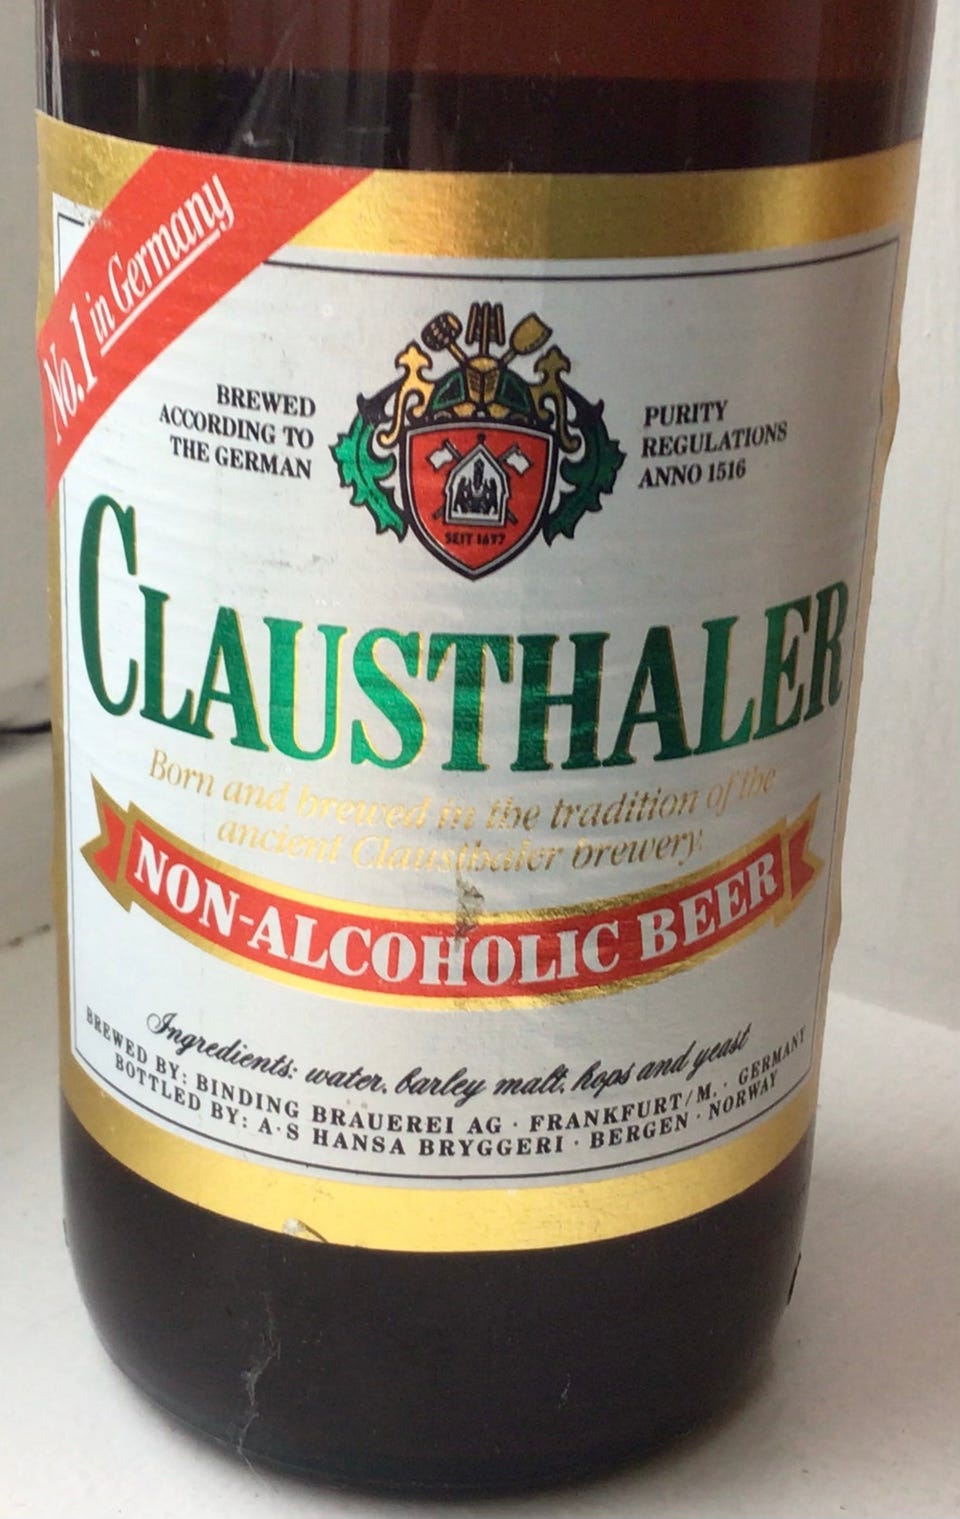 No.1 in Germany
BREWED
ACCORDING TO
THE GERMAN
PURITY
REGULATIONS
ANNO 1516
SEIT 1697
CLAUSTHALER
Born and brewed in the tradition of the
ancient Clausthaler brewery.
NON-ALCOHOLIC BEER
Ingredients: water, barley malt, hops and yeast
BREWED BY: BINDING BRAUEREI AG · FRANKFURT/M. · GERMANY
BOTTLED BY: A·S HANSA BRYGGERI · BERGEN · NORWAY